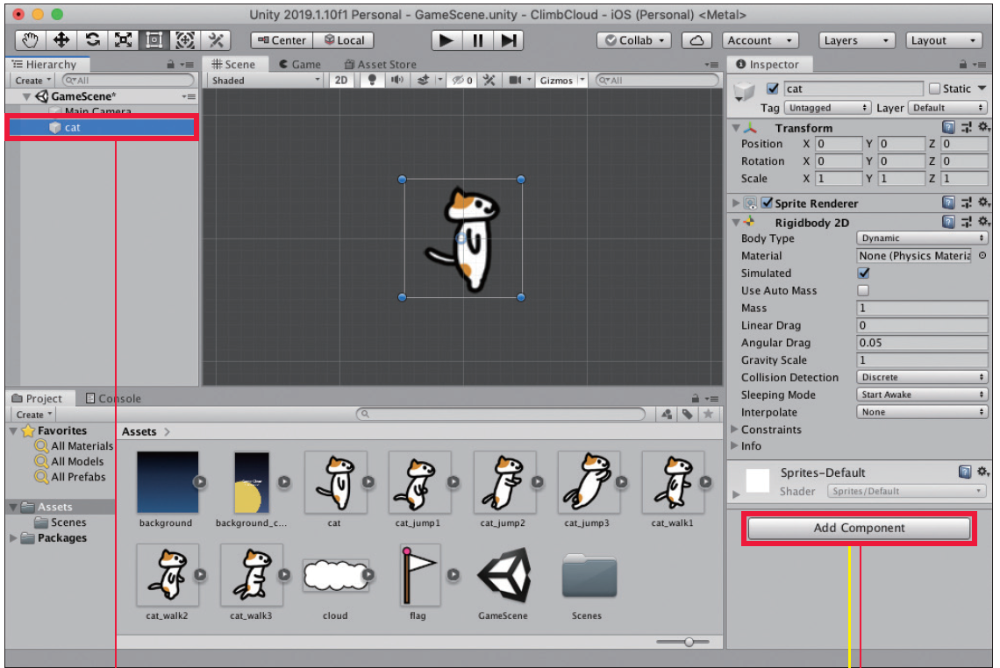 Unity 2019.1.10f1 Personal - GameScene.unity - ClimbCloud - iOS (Personal) <Metal>
Center Local Collab Account Layers Layout
Hierarchy
Create All
GameScene*
Main Camera
cat
Scene Game Asset Store
Shaded 2D 0 Gizmos All
Inspector
cat Static
Tag Untagged Layer Default
Transform
Position X 0 Y 0 Z 0
Rotation X 0 Y 0 Z 0
Scale X 1 Y 1 Z 1
Sprite Renderer
Rigidbody 2D
Body Type Dynamic
Material None (Physics Materia
Simulated
Use Auto Mass
Mass 1
Linear Drag 0
Angular Drag 0.05
Gravity Scale 1
Collision Detection Discrete
Sleeping Mode Start Awake
Interpolate None
Constraints
Info
Sprites-Default
Shader Sprites/Default
Add Component
Project Console
Create
Favorites
All Materials
All Models
All Prefabs
Assets
Scenes
Packages
Assets >
background background_c... cat cat_jump1 cat_jump2 cat_jump3 cat_walk1
cat_walk2 cat_walk3 cloud flag GameScene Scenes